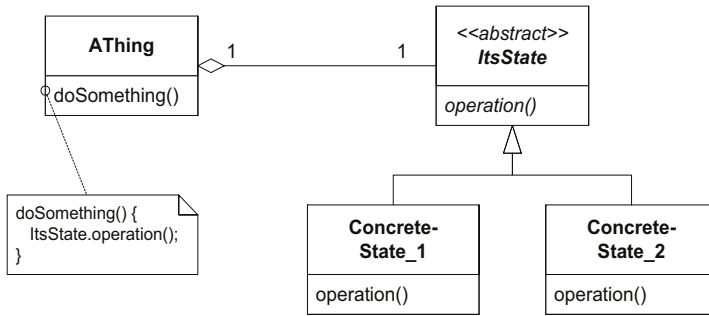 AThing
doSomething()
1
1
<<abstract>>
ItsState
operation()
doSomething() {
ItsState.operation();
}
Concrete-
State_1
operation()
Concrete-
State_2
operation()